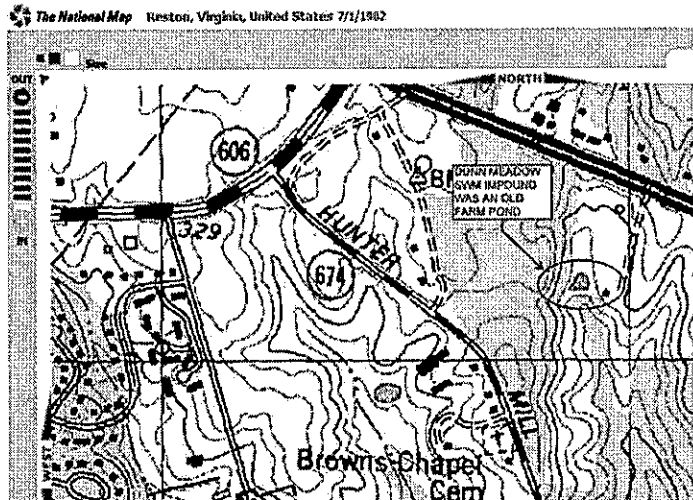 The National Map Reston, Virginia, United States 7/1/1982
Size
OUT
NORTH
606
DUNN MEADOW
SWM IMPOUND
WAS AN OLD
FARM POND
329
HUNTER
674
MILL
WEST
Browns Chapel
Cem